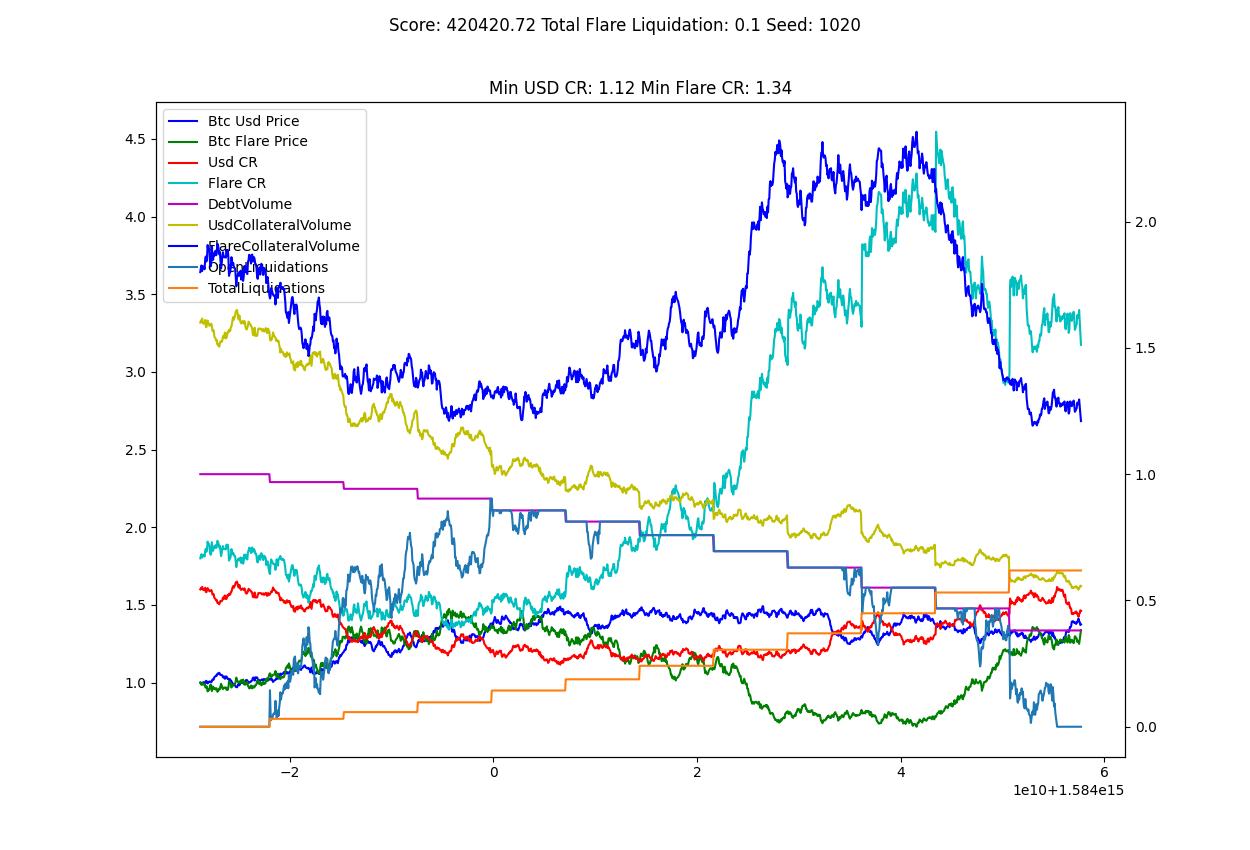 Score: 420420.72 Total Flare Liquidation: 0.1 Seed: 1020
Min USD CR: 1.12 Min Flare CR: 1.34
Btc Usd Price
Btc Flare Price
Usd CR
Flare CR
DebtVolume
UsdCollateralVolume
FlareCollateralVolume
OpenLiquidations
TotalLiquidations
4.5
4.0
3.5
3.0
2.5
2.0
1.5
1.0
2.0
1.5
1.0
0.5
0.0
−2
0
2
4
6
1e10+1.584e15